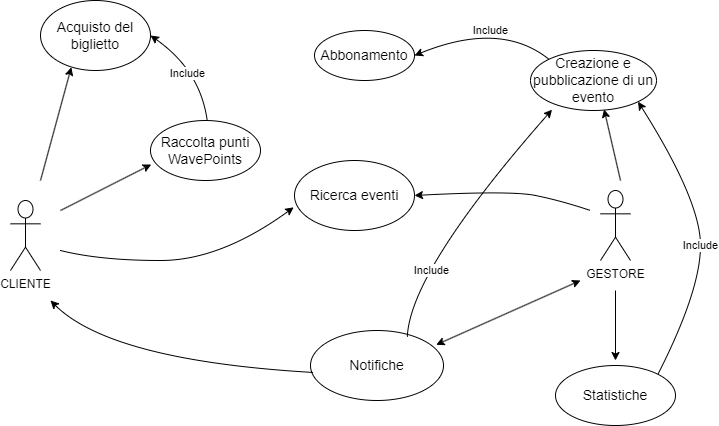 Acquisto del
biglietto
Include
Abbonamento
Include
Creazione e
pubblicazione di un
evento
Raccolta punti
WavePoints
Ricerca eventi
CLIENTE
GESTORE
Include
Include
Notifiche
Statistiche